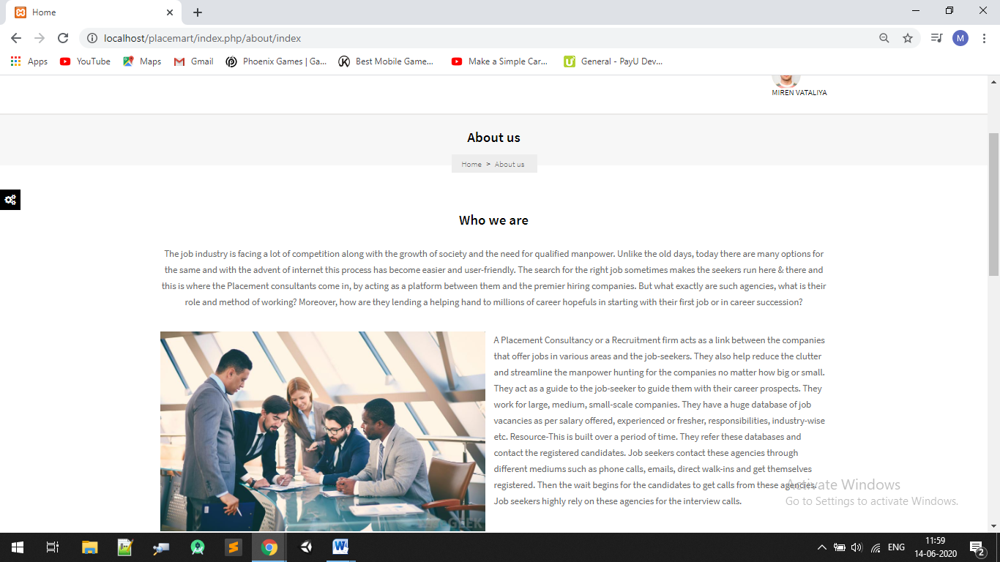 Home
localhost/placemart/index.php/about/index
M
Apps
YouTube
Maps
Gmail
Phoenix Games | Ga...
Best Mobile Game...
Make a Simple Car...
General - PayU Dev...
MIREN VATALIYA
About us
Home > About us
Who we are
The job industry is facing a lot of competition along with the growth of society and the need for qualified manpower. Unlike the old days, today there are many options for
the same and with the advent of internet this process has become easier and user-friendly. The search for the right job sometimes makes the seekers run here & there and
this is where the Placement consultants come in, by acting as a platform between them and the premier hiring companies. But what exactly are such agencies, what is their
role and method of working? Moreover, how are they lending a helping hand to millions of career hopefuls in starting with their first job or in career succession?
A Placement Consultancy or a Recruitment firm acts as a link between the companies
that offer jobs in various areas and the job-seekers. They also help reduce the clutter
and streamline the manpower hunting for the companies no matter how big or small.
They act as a guide to the job-seeker to guide them with their career prospects. They
work for large, medium, small-scale companies. They have a huge database of job
vacancies as per salary offered, experienced or fresher, responsibilities, industry-wise
etc. Resource-This is built over a period of time. They refer these databases and
contact the registered candidates. Job seekers contact these agencies through
different mediums such as phone calls, emails, direct walk-ins and get themselves
registered. Then the wait begins for the candidates to get calls from these agencies.
Job seekers highly rely on these agencies for the interview calls.
GEEK
Activate Windows
Go to Settings to activate Windows.
ENG
11:59
14-06-2020
2